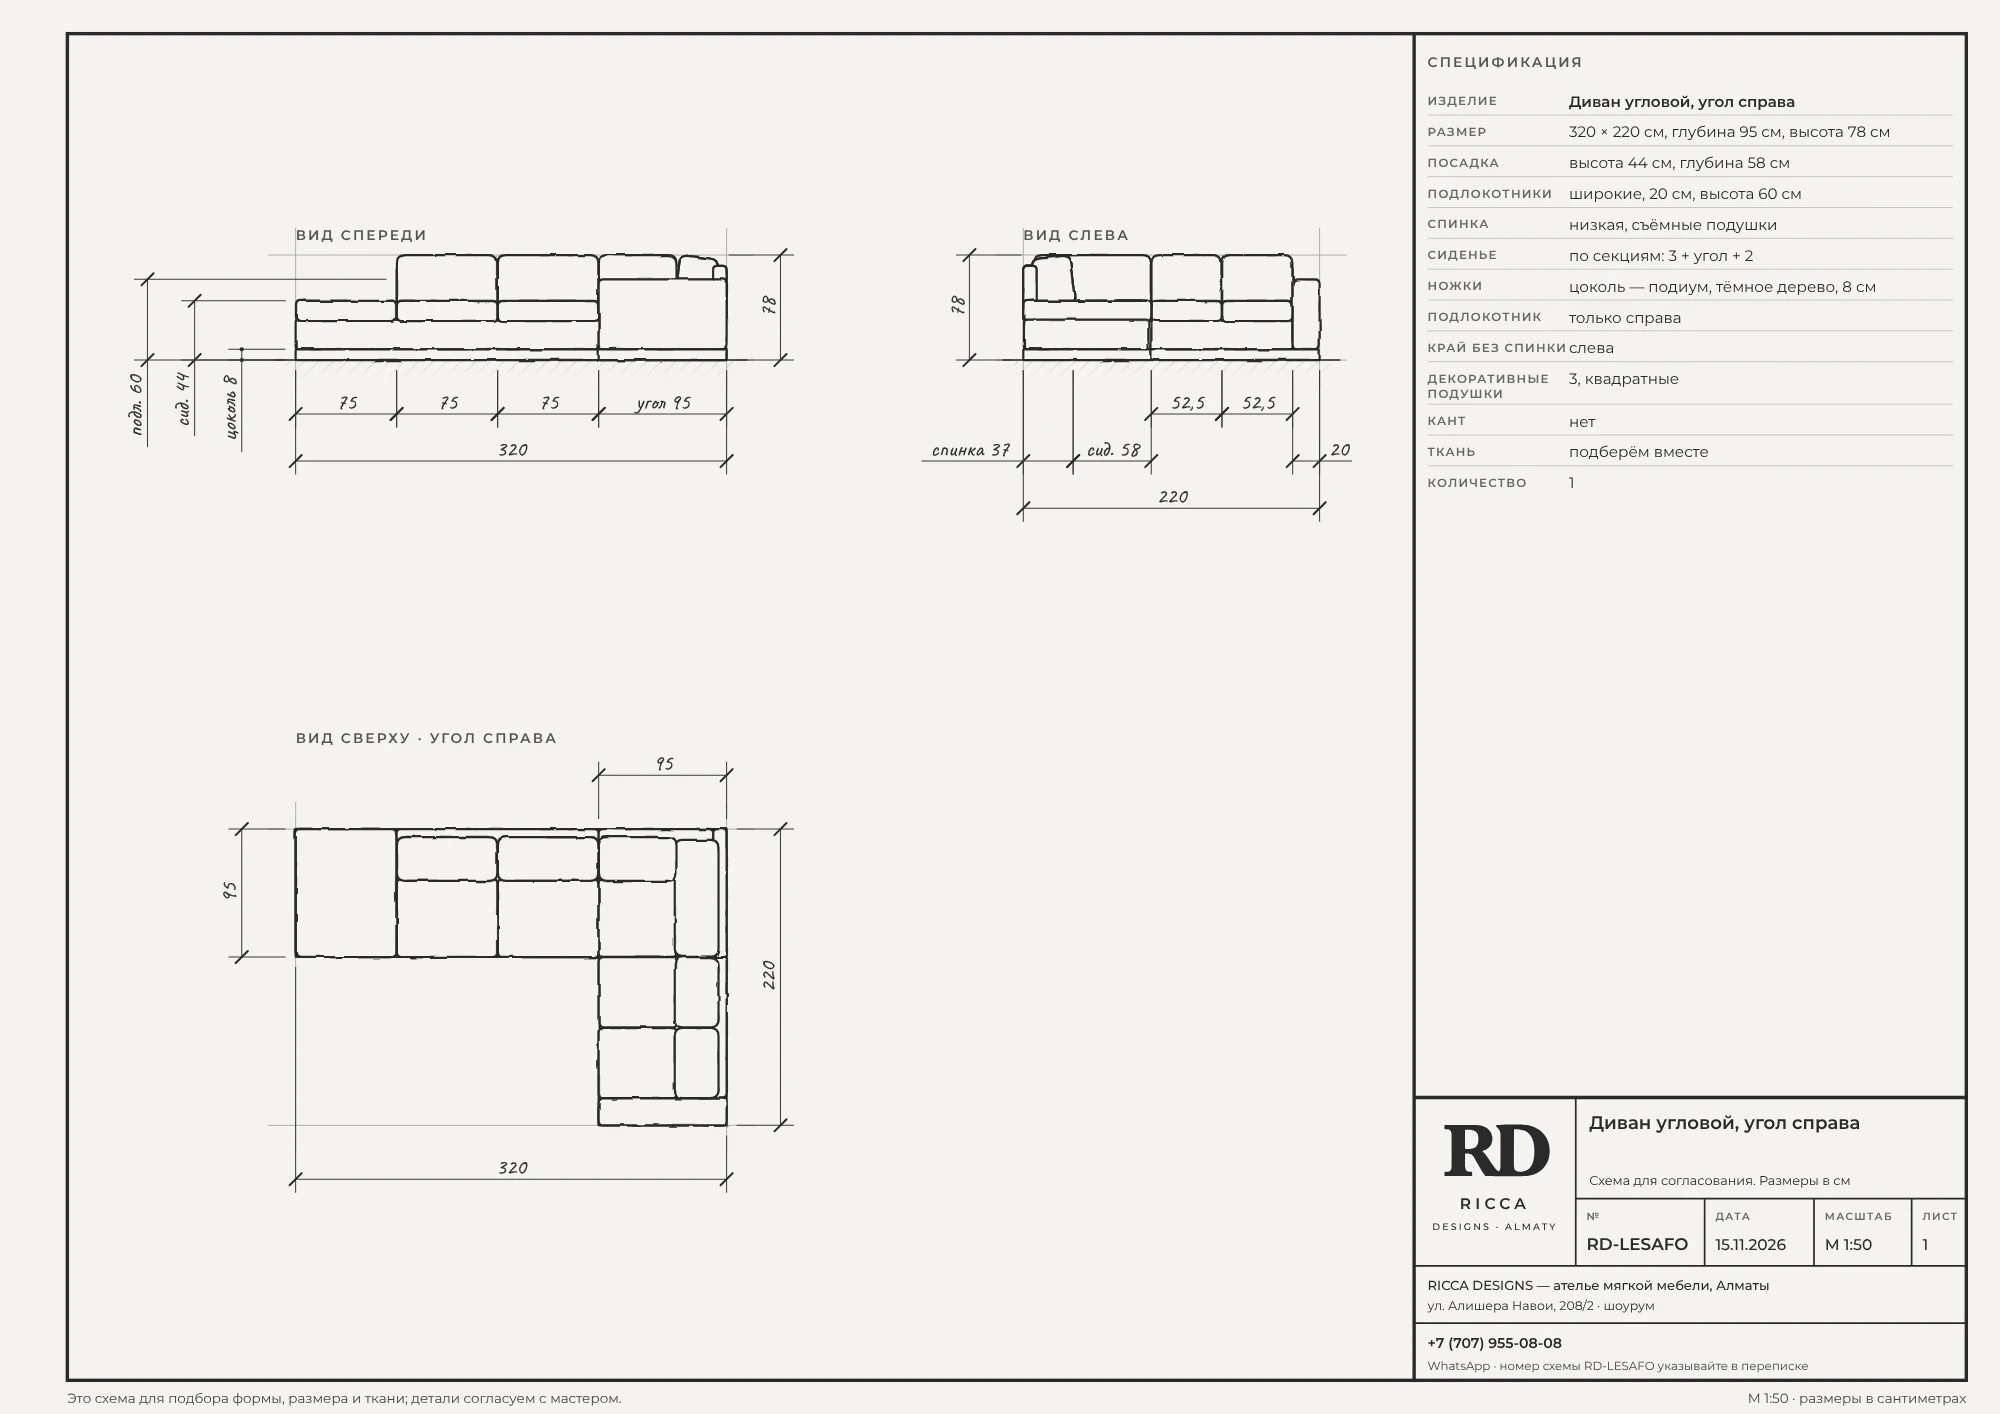 СПЕЦИФИКАЦИЯ
ИЗДЕЛИЕ Диван угловой, угол справа
РАЗМЕР 320 × 220 см, глубина 95 см, высота 78 см
ПОСАДКА высота 44 см, глубина 58 см
ПОДЛОКОТНИКИ широкие, 20 см, высота 60 см
СПИНКА низкая, съёмные подушки
СИДЕНЬЕ по секциям: 3 + угол + 2
НОЖКИ цоколь — подиум, тёмное дерево, 8 см
ПОДЛОКОТНИК только справа
КРАЙ БЕЗ СПИНКИ слева
ДЕКОРАТИВНЫЕ ПОДУШКИ 3, квадратные
КАНТ нет
ТКАНЬ подберём вместе
КОЛИЧЕСТВО 1
ВИД СПЕРЕДИ
78
подл. 60
сид. 44
цоколь 8
75 75 75 угол 95
320
ВИД СЛЕВА
78
52,5 52,5
спинка 37 сид. 58 20
220
ВИД СВЕРХУ · УГОЛ СПРАВА
95
95
220
320
RD
RICCA
DESIGNS · ALMATY
Диван угловой, угол справа
Схема для согласования. Размеры в см
№ ДАТА МАСШТАБ ЛИСТ
RD-LESAFO 15.11.2026 М 1:50 1
RICCA DESIGNS — ателье мягкой мебели, Алматы
ул. Алишера Навои, 208/2 · шоурум
+7 (707) 955-08-08
WhatsApp · номер схемы RD-LESAFO указывайте в переписке
Это схема для подбора формы, размера и ткани; детали согласуем с мастером.
М 1:50 · размеры в сантиметрах